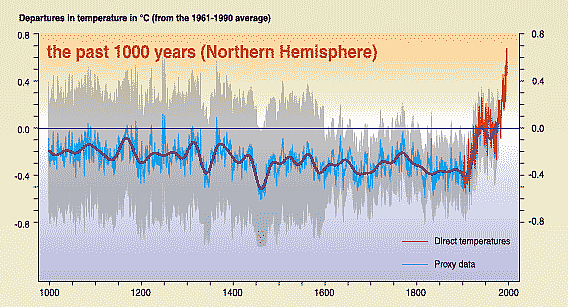 Departures in temperature in °C (from the 1961-1990 average)
the past 1000 years (Northern Hemisphere)
0.8 0.8
0.4 0.4
0.0 0.0
-0.4 -0.4
-0.8 -0.8
Direct temperatures
Proxy data
1000 1200 1400 1600 1800 2000